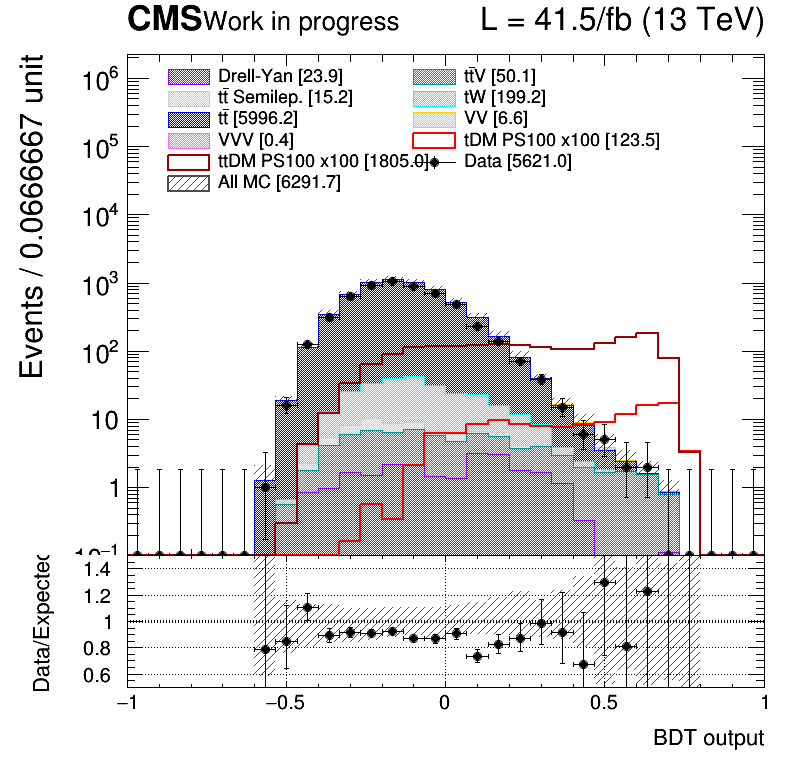 CMS Work in progress L = 41.5/fb (13 TeV)
Events / 0.0666667 unit
Drell-Yan [23.9] tt̄V [50.1]
tt̄ Semilep. [15.2] tW [199.2]
tt̄ [5996.2] VV [6.6]
VVV [0.4] tDM PS100 x100 [123.5]
ttDM PS100 x100 [1805.0] Data [5621.0]
All MC [6291.7]
10⁶
10⁵
10⁴
10³
10²
10
1
10⁻¹
Data/Expected
1.4
1.2
1
0.8
0.6
−1 −0.5 0 0.5 1
BDT output